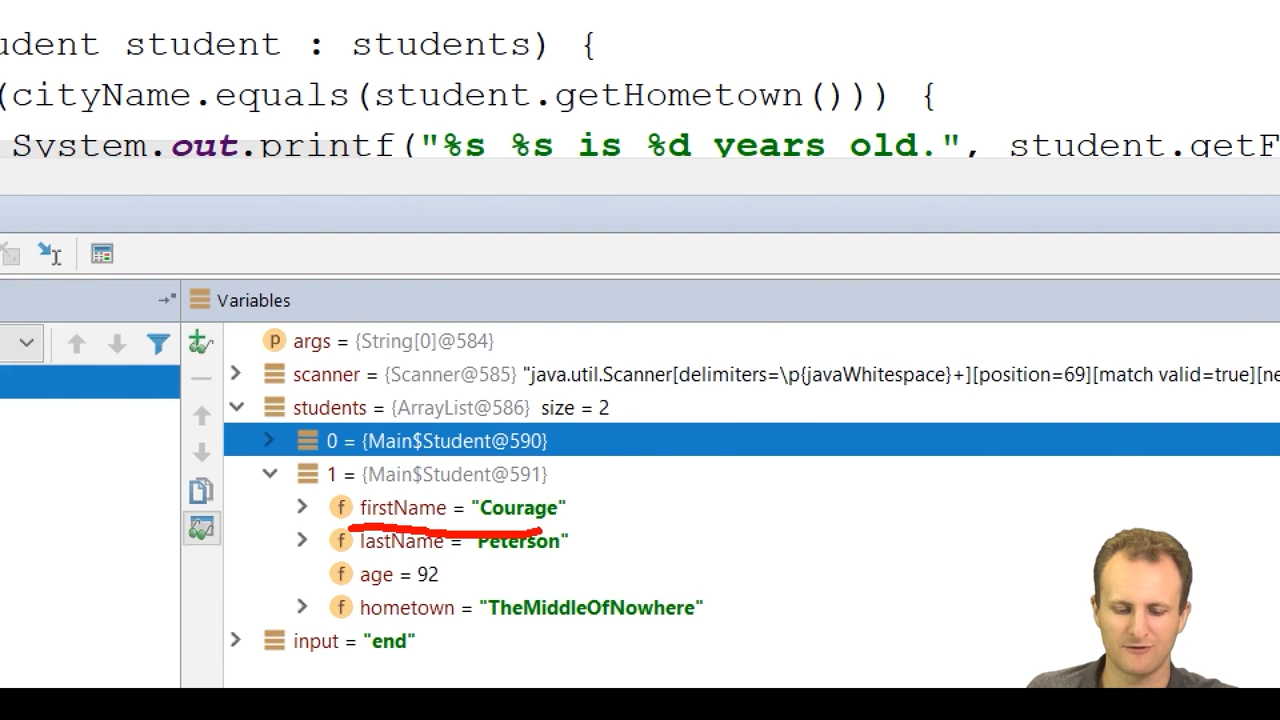 udent student : students) {
(cityName.equals(student.getHometown())) {
System.out.printf("%s %s is %d years old.", student.getF
Variables
p args = {String[0]@584}
scanner = {Scanner@585} "java.util.Scanner[delimiters=\p{javaWhitespace}+][position=69][match valid=true][ne
students = {ArrayList@586} size = 2
0 = {Main$Student@590}
1 = {Main$Student@591}
f firstName = "Courage"
f lastName = "Peterson"
f age = 92
f hometown = "TheMiddleOfNowhere"
input = "end"